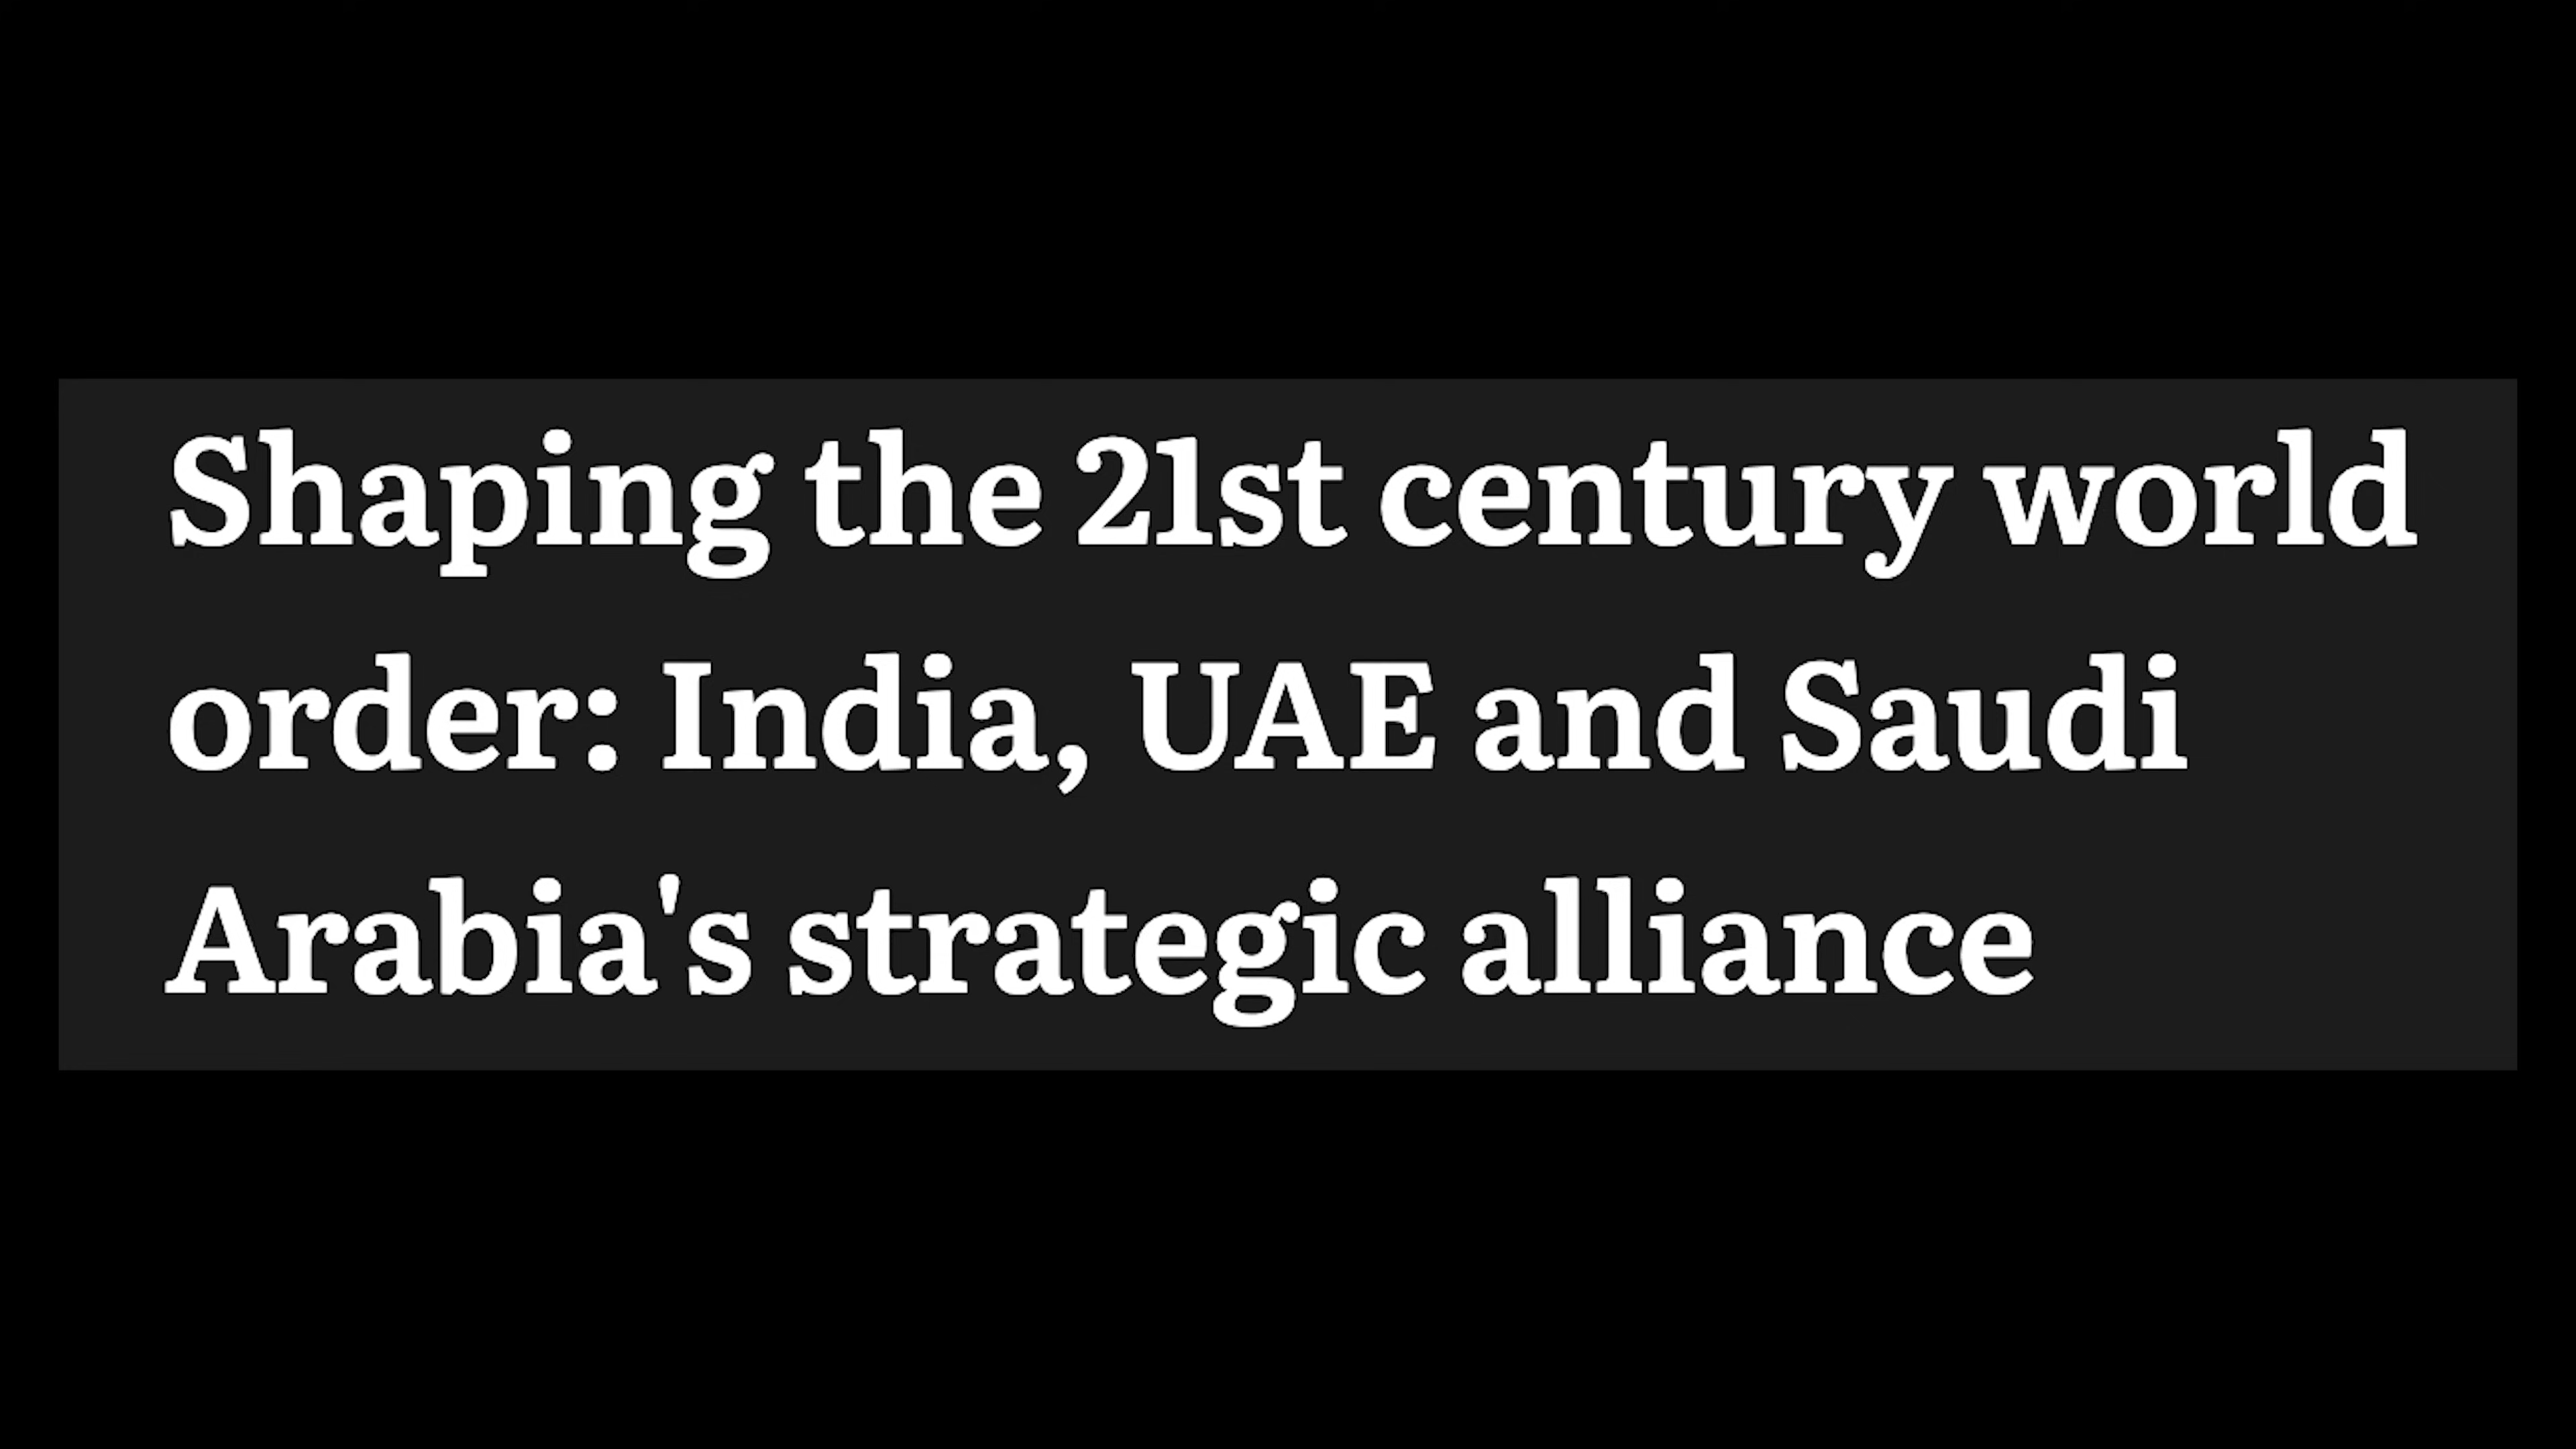 Shaping the 21st century world
order: India, UAE and Saudi
Arabia's strategic alliance